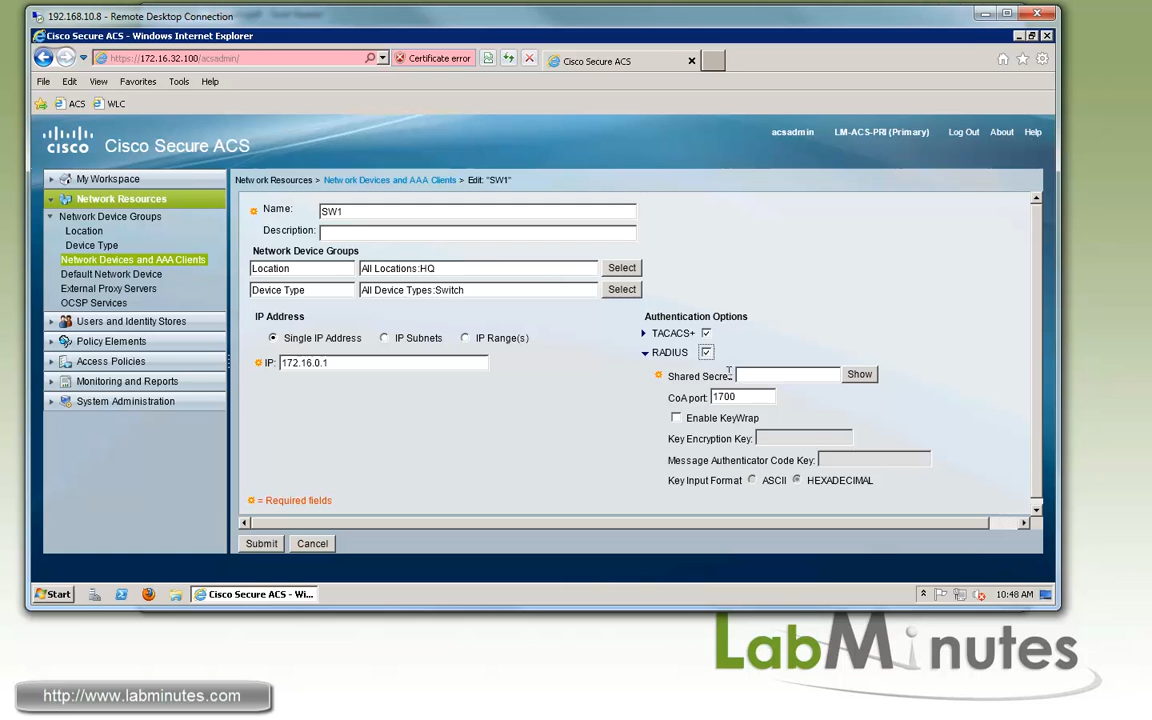 192.168.10.8 - Remote Desktop Connection
Cisco Secure ACS - Windows Internet Explorer
https://172.16.32.100/acsadmin/
Certificate error
Cisco Secure ACS
File Edit View Favorites Tools Help
ACS WLC
CISCO Cisco Secure ACS
acsadmin LM-ACS-PRI (Primary) Log Out About Help
My Workspace
Network Resources
Network Device Groups
Location
Device Type
Network Devices and AAA Clients
Default Network Device
External Proxy Servers
OCSP Services
Users and Identity Stores
Policy Elements
Access Policies
Monitoring and Reports
System Administration
Network Resources > Network Devices and AAA Clients > Edit: "SW1"
Name: SW1
Description:
Network Device Groups
Location All Locations:HQ Select
Device Type All Device Types:Switch Select
IP Address
Single IP Address IP Subnets IP Range(s)
IP: 172.16.0.1
Authentication Options
TACACS+
RADIUS
Shared Secret: Show
CoA port: 1700
Enable KeyWrap
Key Encryption Key:
Message Authenticator Code Key:
Key Input Format ASCII HEXADECIMAL
= Required fields
Submit Cancel
Start
Cisco Secure ACS - Wi...
10:48 AM
LabMinutes
http://www.labminutes.com